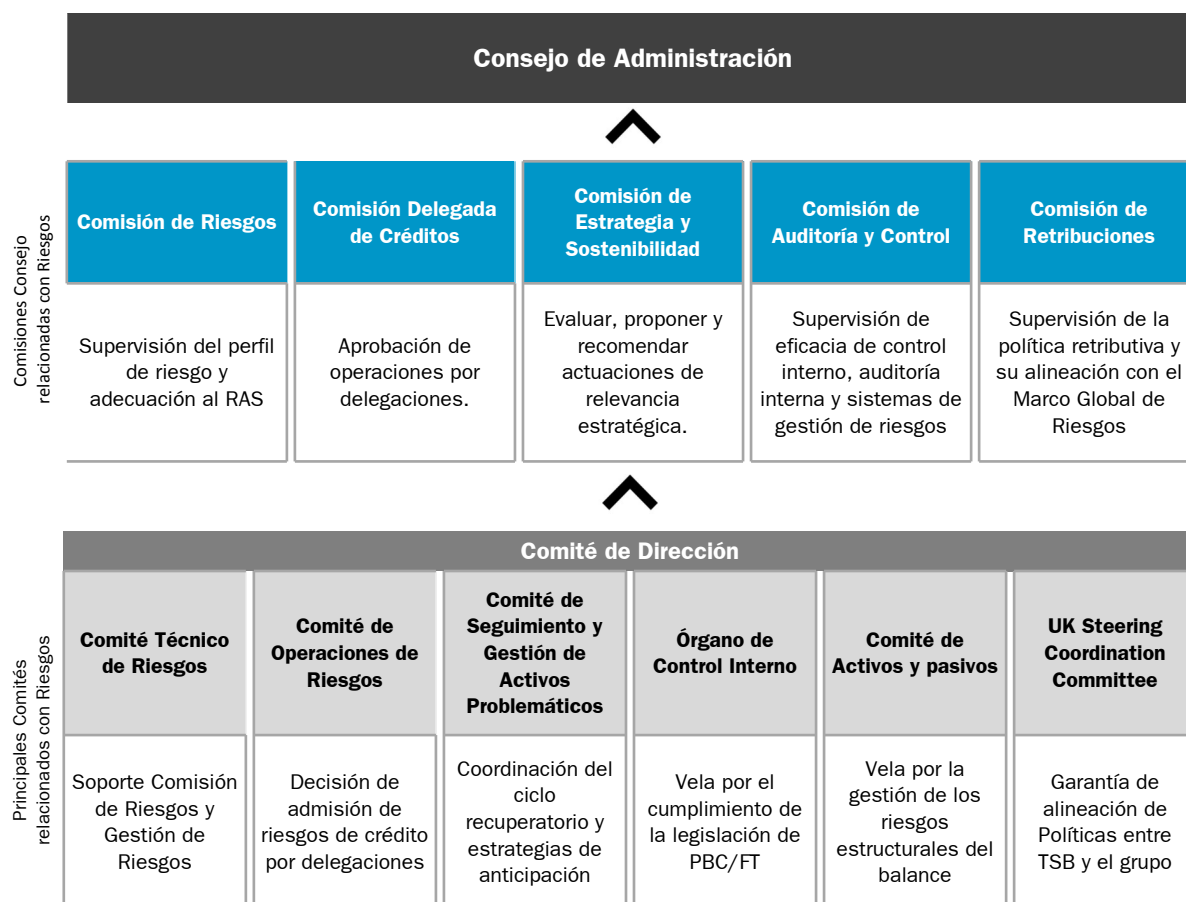 Consejo de Administración
Comisiones Consejo
relacionadas con Riesgos
Comisión de Riesgos
Comisión Delegada
de Créditos
Comisión de
Estrategia y
Sostenibilidad
Comisión de
Auditoría y Control
Comisión de
Retribuciones
Supervisión del perfil
de riesgo y
adecuación al RAS
Aprobación de
operaciones por
delegaciones.
Evaluar, proponer y
recomendar
actuaciones de
relevancia
estratégica.
Supervisión de
eficacia de control
interno, auditoría
interna y sistemas de
gestión de riesgos
Supervisión de la
política retributiva y
su alineación con el
Marco Global de
Riesgos
Comité de Dirección
Principales Comités
relacionados con Riesgos
Comité Técnico
de Riesgos
Comité de
Operaciones de
Riesgos
Comité de
Seguimiento y
Gestión de
Activos
Problemáticos
Órgano de
Control Interno
Comité de
Activos y pasivos
UK Steering
Coordination
Committee
Soporte Comisión
de Riesgos y
Gestión de
Riesgos
Decisión de
admisión de
riesgos de crédito
por delegaciones
Coordinación del
ciclo
recuperatorio y
estrategias de
anticipación
Vela por el
cumplimiento de
la legislación de
PBC/FT
Vela por la
gestión de los
riesgos
estructurales del
balance
Garantía de
alineación de
Políticas entre
TSB y el grupo